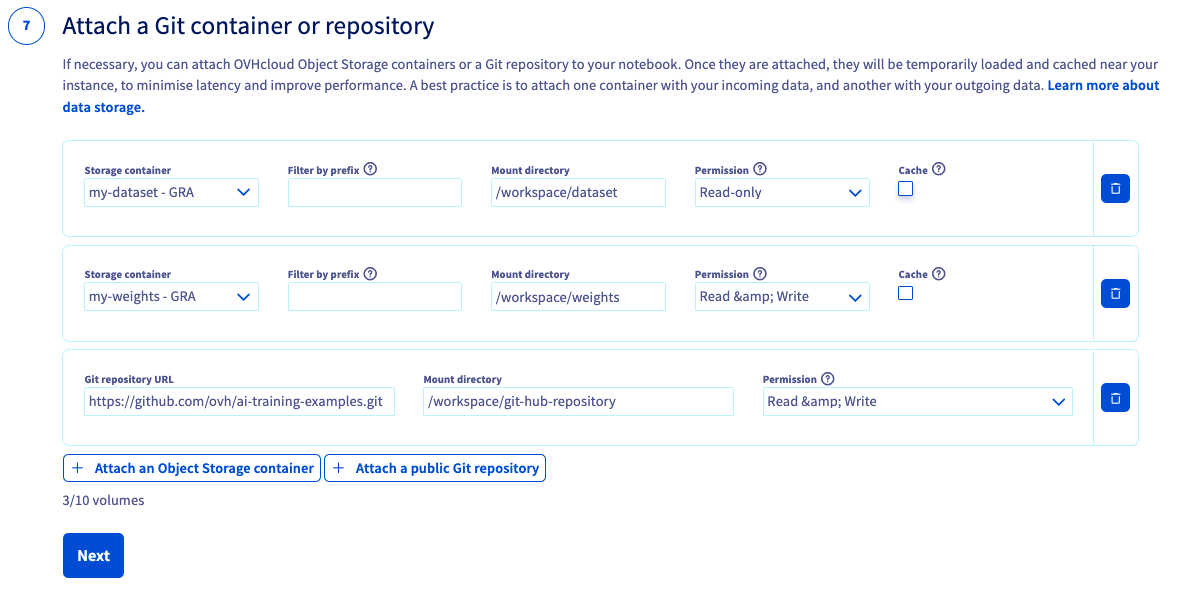 7
Attach a Git container or repository
If necessary, you can attach OVHcloud Object Storage containers or a Git repository to your notebook. Once they are attached, they will be temporarily loaded and cached near your
instance, to minimise latency and improve performance. A best practice is to attach one container with your incoming data, and another with your outgoing data. Learn more about
data storage.
Storage container Filter by prefix ? Mount directory Permission ? Cache ?
my-dataset - GRA /workspace/dataset Read-only
Storage container Filter by prefix ? Mount directory Permission ? Cache ?
my-weights - GRA /workspace/weights Read &amp; Write
Git repository URL Mount directory Permission ?
https://github.com/ovh/ai-training-examples.git /workspace/git-hub-repository Read &amp; Write
+ Attach an Object Storage container + Attach a public Git repository
3/10 volumes
Next